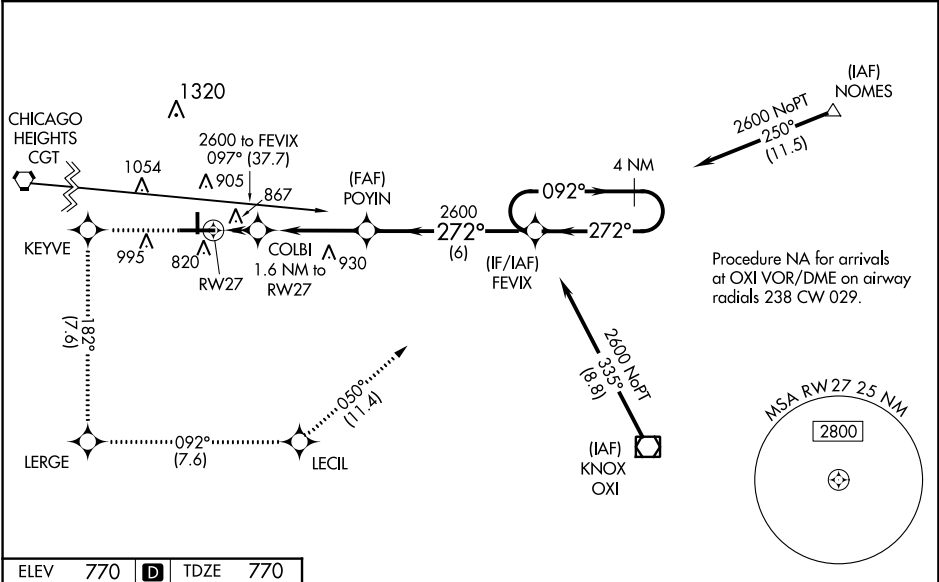 1320
CHICAGO
HEIGHTS
CGT
2600 to FEVIX
097° (37.7)
1054
905
867
(FAF)
POYIN
4 NM
092°
272°
2600 NoPT
250°
(11.5)
(IAF)
NOMES
KEYVE
995
820
RW27
COLBI
1.6 NM to
RW27
930
2600
272°
(6)
(IF/IAF)
FEVIX
Procedure NA for arrivals
at OXI VOR/DME on airway
radials 238 CW 029.
182°
(7.6)
050°
(11.4)
2600 NoPT
335°
(8.8)
LERGE
092°
(7.6)
LECIL
(IAF)
KNOX
OXI
MSA RW 27 25 NM
2800
ELEV 770 D TDZE 770